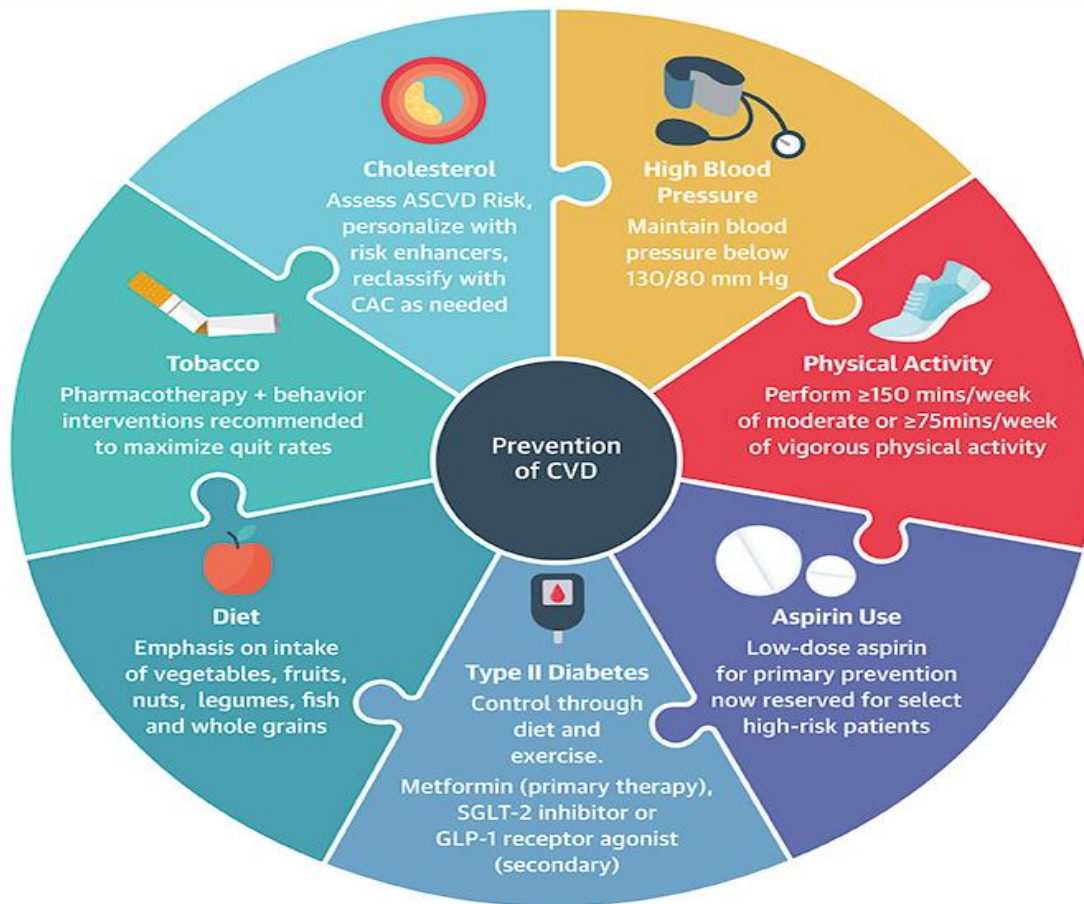 Cholesterol
Assess ASCVD Risk,
personalize with
risk enhancers,
reclassify with
CAC as needed
High Blood
Pressure
Maintain blood
pressure below
130/80 mm Hg
Physical Activity
Perform ≥150 mins/week
of moderate or ≥75mins/week
of vigorous physical activity
Aspirin Use
Low-dose aspirin
for primary prevention
now reserved for select
high-risk patients
Type II Diabetes
Control through
diet and
exercise.
Metformin (primary therapy),
SGLT-2 inhibitor or
GLP-1 receptor agonist
(secondary)
Diet
Emphasis on intake
of vegetables, fruits,
nuts, legumes, fish
and whole grains
Tobacco
Pharmacotherapy + behavior
interventions recommended
to maximize quit rates
Prevention
of CVD